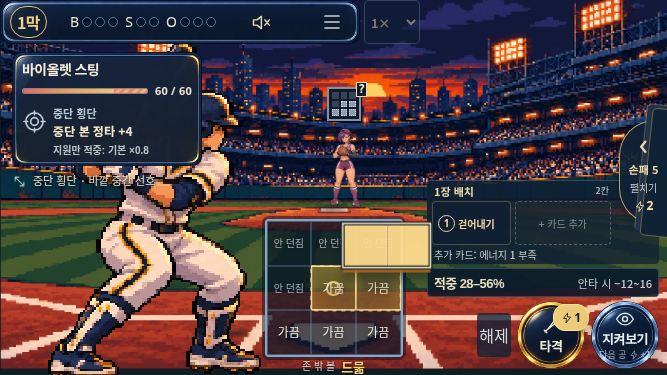 1막
B ○○○ S ○○ O ○○○
1×
바이올렛 스팅
60 / 60
중단 횡단
중단 본 정타 +4
지원만 적중: 기본 ×0.8
중단 횡단 · 바깥 중간 선호
?
손패 5
펼치기
2
1장 배치
2칸
1 걷어내기
+ 카드 추가
추가 카드: 에너지 1 부족
적중 28–56%
안타 시 −12~16
안 던짐
안 던짐
가끔
가끔
가끔
가끔
가끔
존 밖 볼 드묾
해제
타격
1
지켜보기
다음 공